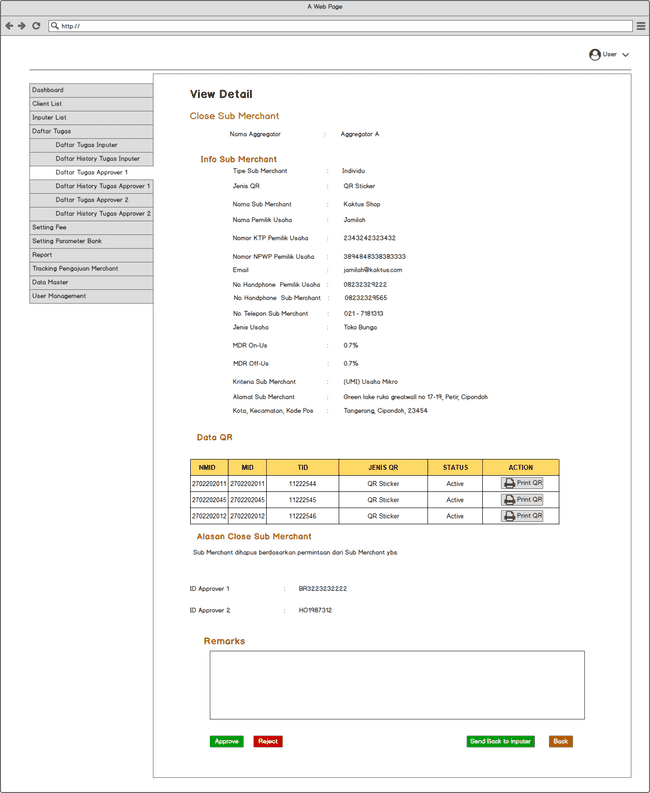 A Web Page
http://
User
Dashboard
Client List
Inputer List
Daftar Tugas
Daftar Tugas Inputer
Daftar History Tugas Inputer
Daftar Tugas Approver 1
Daftar History Tugas Approver 1
Daftar Tugas Approver 2
Daftar History Tugas Approver 2
Setting Fee
Setting Parameter Bank
Report
Tracking Pengajuan Merchant
Data Master
User Management
View Detail
Close Sub Merchant
Nama Aggregator : Aggregator A
Info Sub Merchant
Tipe Sub Merchant : Individu
Jenis QR : QR Sticker
Nama Sub Merchant : Kaktus Shop
Nama Pemilik Usaha : Jamilah
Nomor KTP Pemilik Usaha : 2343242323432
Nomor NPWP Pemilik Usaha : 3894848338383333
Email : jamilah@kaktus.com
No. Handphone Pemilik Usaha : 08232329222
No. Handphone Sub Merchant : 08232329565
No. Telepon Sub Merchant : 021 - 7181313
Jenis Usaha : Toko Bunga
MDR On-Us : 0.7%
MDR Off-Us : 0.7%
Kriteria Sub Merchant : (UMI) Usaha Mikro
Alamat Sub Merchant : Green lake ruko greatwall no 17-19, Petir, Cipondoh
Kota, Kecamatan, Kode Pos : Tangerang, Cipondoh, 23454
Data QR
NMID MID TID JENIS QR STATUS ACTION
2702202011 2702202011 11222544 QR Sticker Active Print QR
2702202045 2702202045 11222545 QR Sticker Active Print QR
2702202012 2702202012 11222546 QR Sticker Active Print QR
Alasan Close Sub Merchant
Sub Merchant dihapus berdasarkan permintaan dari Sub Merchant ybs.
ID Approver 1 : BR3223232222
ID Approver 2 : HO1987312
Remarks
Approve Reject Send Back to inputer Back